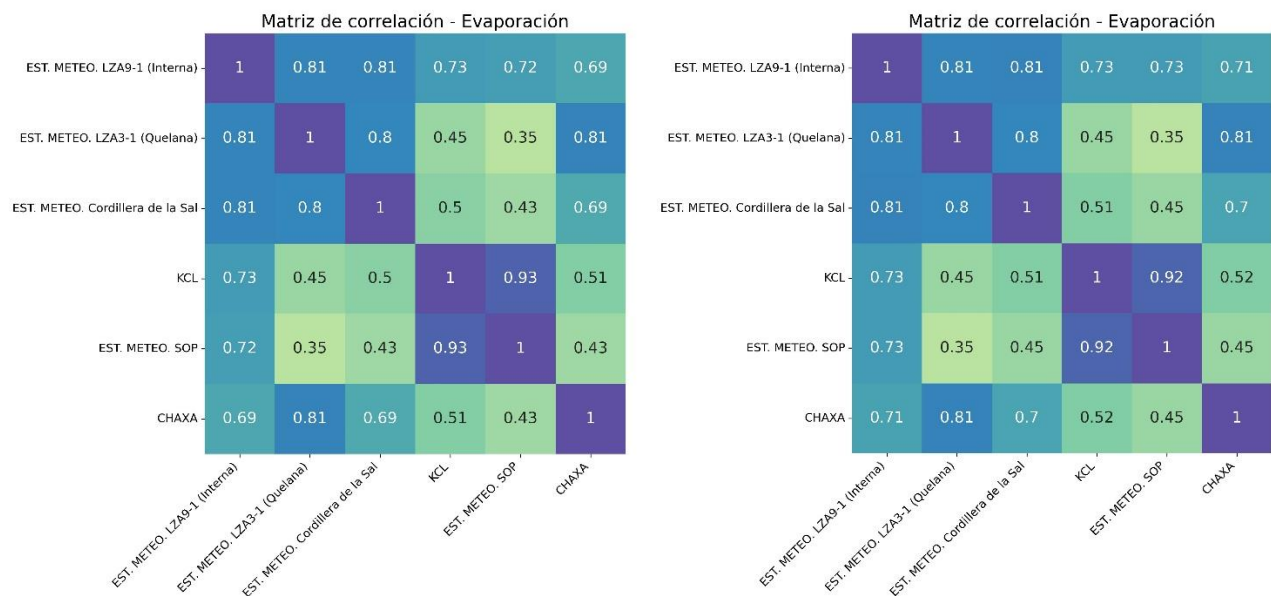 Matriz de correlación - Evaporación
EST. METEO. LZA9-1 (Interna) 1 0.81 0.81 0.73 0.72 0.69
EST. METEO. LZA3-1 (Quelana) 0.81 1 0.8 0.45 0.35 0.81
EST. METEO. Cordillera de la Sal 0.81 0.8 1 0.5 0.43 0.69
KCL 0.73 0.45 0.5 1 0.93 0.51
EST. METEO. SOP 0.72 0.35 0.43 0.93 1 0.43
CHAXA 0.69 0.81 0.69 0.51 0.43 1
EST. METEO. LZA9-1 (Interna)
EST. METEO. LZA3-1 (Quelana)
EST. METEO. Cordillera de la Sal
KCL
EST. METEO. SOP
CHAXA
Matriz de correlación - Evaporación
EST. METEO. LZA9-1 (Interna) 1 0.81 0.81 0.73 0.73 0.71
EST. METEO. LZA3-1 (Quelana) 0.81 1 0.8 0.45 0.35 0.81
EST. METEO. Cordillera de la Sal 0.81 0.8 1 0.51 0.45 0.7
KCL 0.73 0.45 0.51 1 0.92 0.52
EST. METEO. SOP 0.73 0.35 0.45 0.92 1 0.45
CHAXA 0.71 0.81 0.7 0.52 0.45 1
EST. METEO. LZA9-1 (Interna)
EST. METEO. LZA3-1 (Quelana)
EST. METEO. Cordillera de la Sal
KCL
EST. METEO. SOP
CHAXA